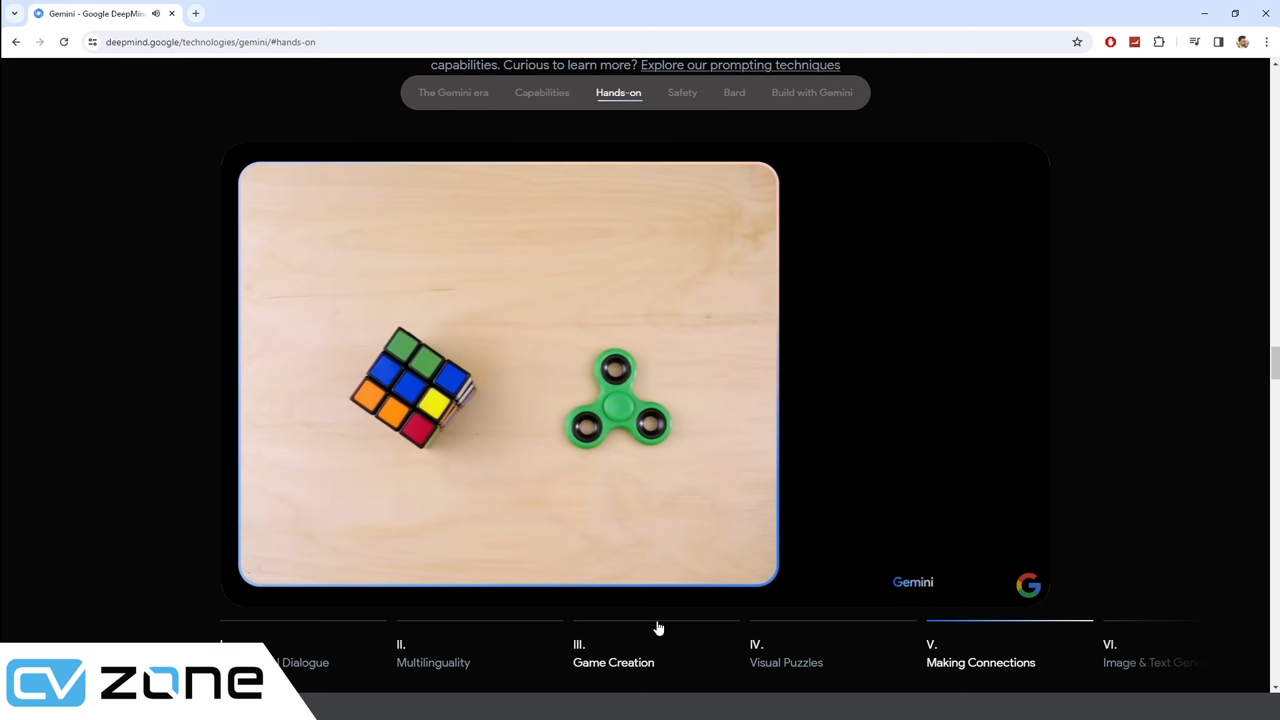 Gemini - Google DeepMin
deepmind.google/technologies/gemini/#hands-on
capabilities. Curious to learn more? Explore our prompting techniques
The Gemini era Capabilities Hands-on Safety Bard Build with Gemini
Gemini
G
I. II. III. IV. V. VI.
Dialogue Multilinguality Game Creation Visual Puzzles Making Connections Image & Text Gen
CV zone